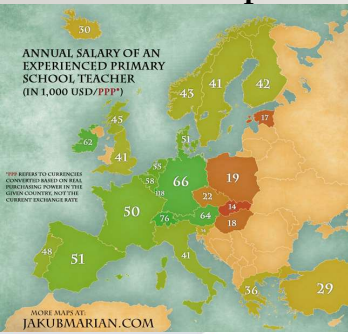 30
ANNUAL SALARY OF AN
EXPERIENCED PRIMARY
SCHOOL TEACHER
(IN 1,000 USD/PPP*)
43
41
42
17
45
62
51
41
*PPP REFERS TO CURRENCIES
CONVERTED BASED ON REAL
PURCHASING POWER IN THE
GIVEN COUNTRY, NOT THE
CURRENT EXCHANGE RATE
55
58
66
19
22
14
50
76
64
18
48
51
41
36
29
MORE MAPS AT:
JAKUBMARIAN.COM